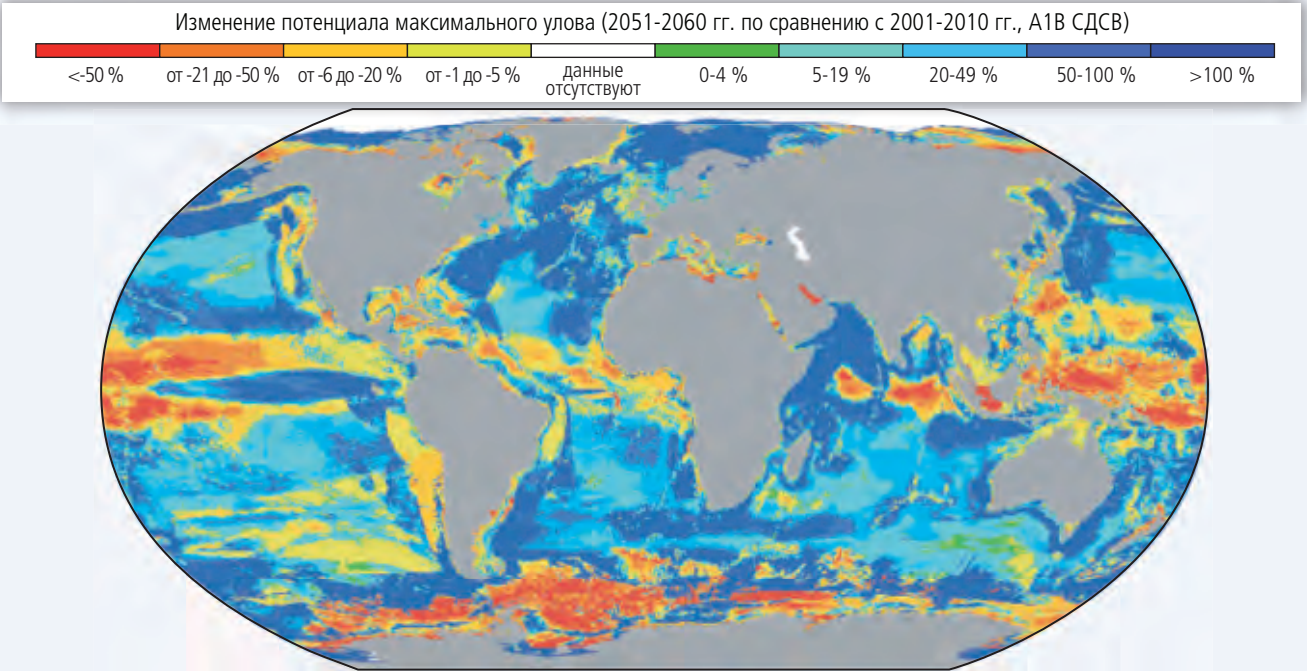 Изменение потенциала максимального улова (2051-2060 гг. по сравнению с 2001-2010 гг., A1B СДСВ)
<-50 % от -21 до -50 % от -6 до -20 % от -1 до -5 % данные отсутствуют 0-4 % 5-19 % 20-49 % 50-100 % >100 %